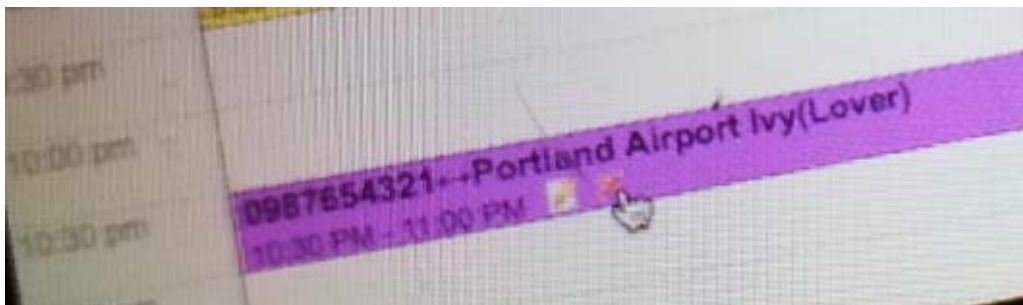 :30 pm
10:00 pm
0987654321--Portland Airport Ivy(Lover)
10:30 pm
10:30 PM - 11:00 PM